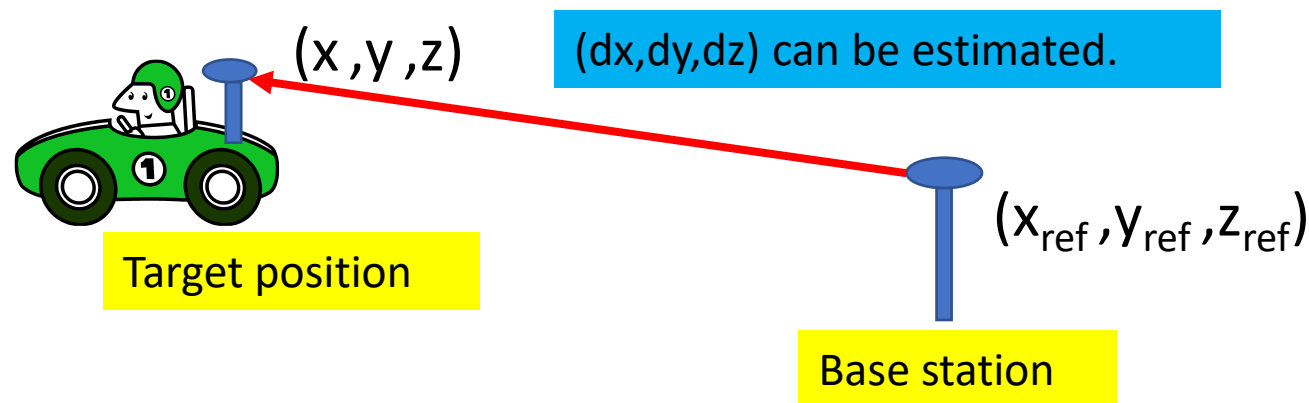 (x ,y ,z)
(dx,dy,dz) can be estimated.
1
1
(xref ,yref ,zref)
Target position
Base station